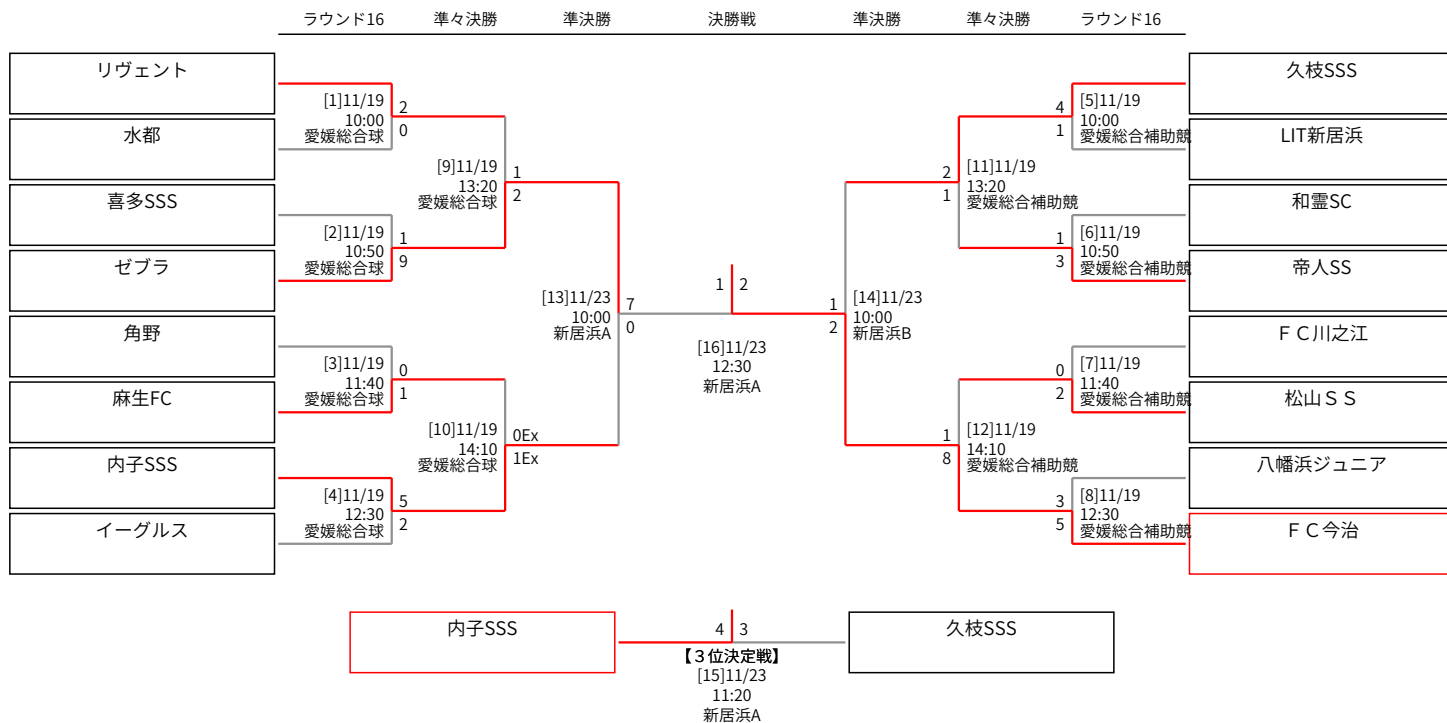 ラウンド16 準々決勝 準決勝 決勝戦 準決勝 準々決勝 ラウンド16
リヴェント
水都
喜多SSS
ゼブラ
角野
麻生FC
内子SSS
イーグルス
[1]11/19
10:00
愛媛総合球
2
0
[2]11/19
10:50
愛媛総合球
1
9
[3]11/19
11:40
愛媛総合球
0
1
[4]11/19
12:30
愛媛総合球
5
2
[9]11/19
13:20
愛媛総合球
1
2
[10]11/19
14:10
愛媛総合球
0Ex
1Ex
[13]11/23
10:00
新居浜A
7
0
1 2
[16]11/23
12:30
新居浜A
1
2
[14]11/23
10:00
新居浜B
2
1
[11]11/19
13:20
愛媛総合補助競
1
8
[12]11/19
14:10
愛媛総合補助競
4
1
[5]11/19
10:00
愛媛総合補助競
1
3
[6]11/19
10:50
愛媛総合補助競
0
2
[7]11/19
11:40
愛媛総合補助競
3
5
[8]11/19
12:30
愛媛総合補助競
久枝SSS
LIT新居浜
和霊SC
帝人SS
ＦＣ川之江
松山ＳＳ
八幡浜ジュニア
ＦＣ今治
内子SSS
4 3
久枝SSS
【３位決定戦】
[15]11/23
11:20
新居浜A